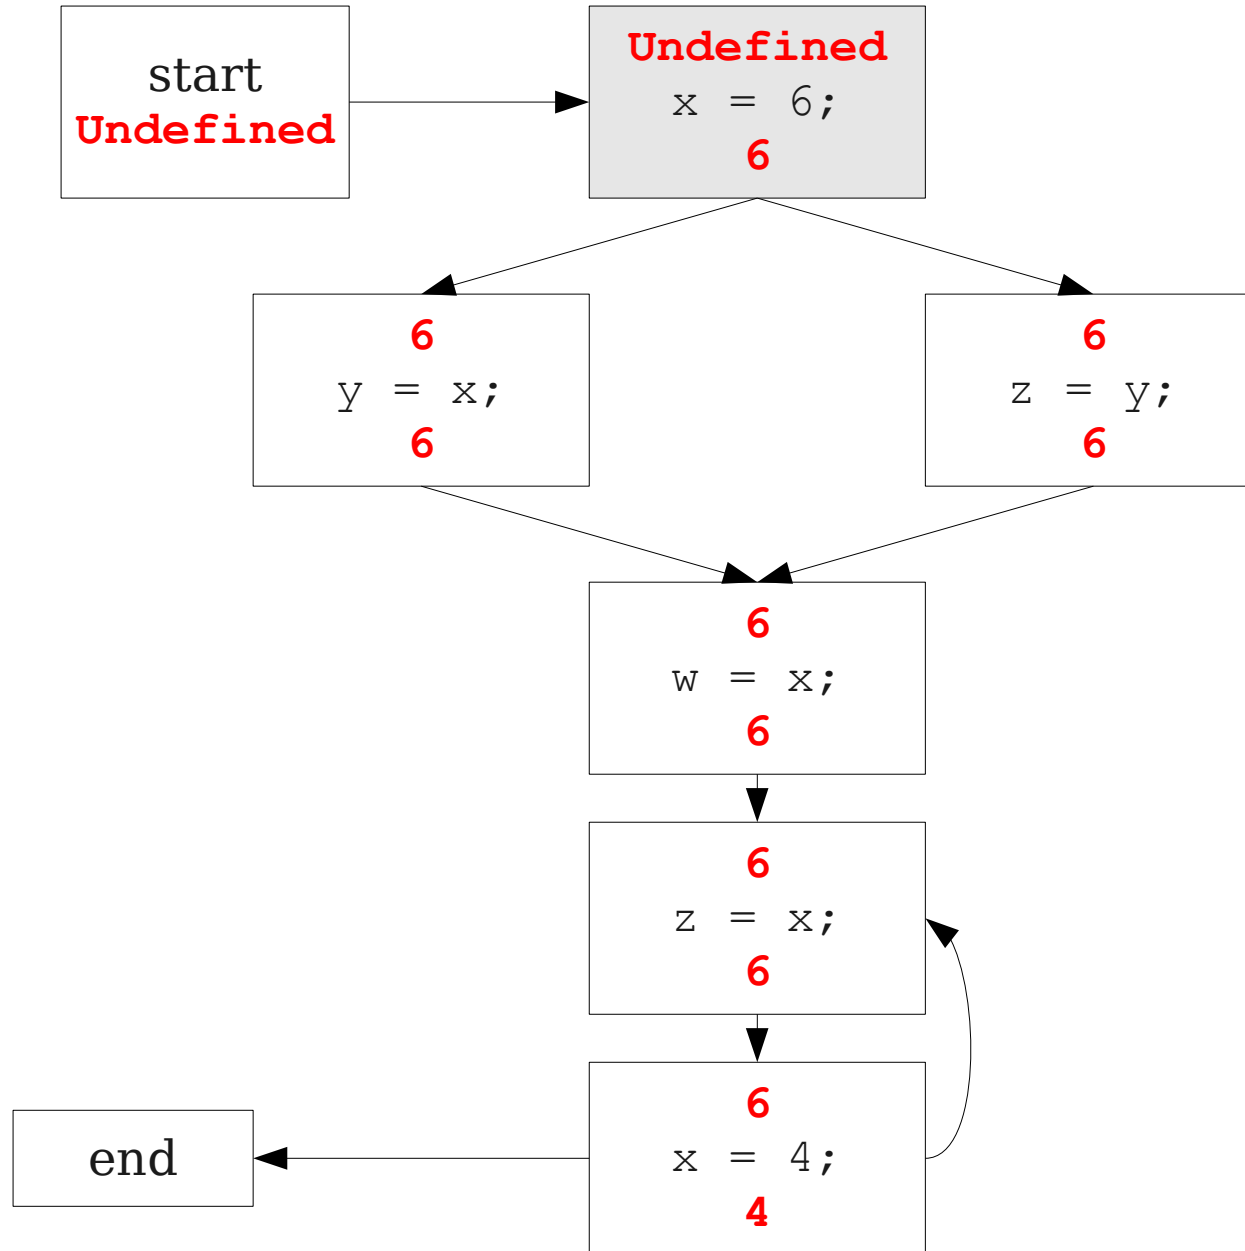 start
Undefined
Undefined
x = 6;
6
6
y = x;
6
6
z = y;
6
6
w = x;
6
6
z = x;
6
6
x = 4;
4
end